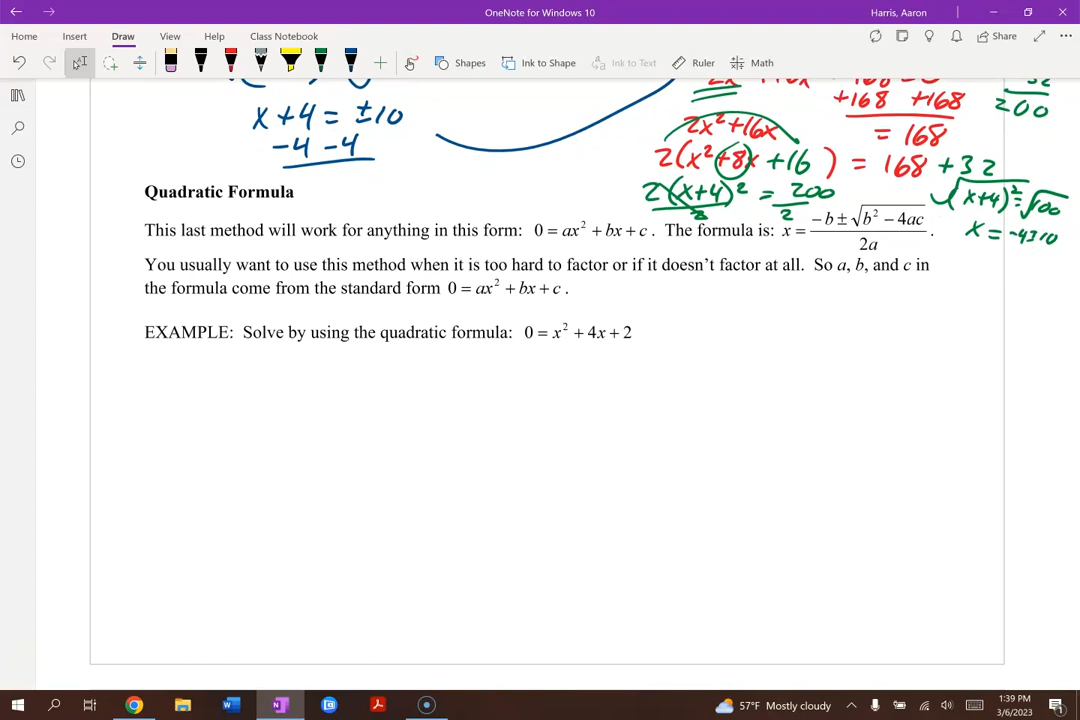 OneNote for Windows 10
Harris, Aaron
Home Insert Draw View Help Class Notebook
Share
Shapes Ink to Shape Ink to Text Ruler Math
+168 +168
200
x+4 = ±10
-4 -4
2x²+16x
= 168
2(x²+8x +16 ) = 168 +32
2(x+4)² = 200
2 2
√(x+4)² = √100
x = -4±10
Quadratic Formula
This last method will work for anything in this form: 0 = ax² + bx + c . The formula is: x = (−b ± √(b² − 4ac)) / 2a .
You usually want to use this method when it is too hard to factor or if it doesn't factor at all. So a, b, and c in
the formula come from the standard form 0 = ax² + bx + c .
EXAMPLE: Solve by using the quadratic formula: 0 = x² + 4x + 2
57°F Mostly cloudy
1:39 PM
3/6/2023